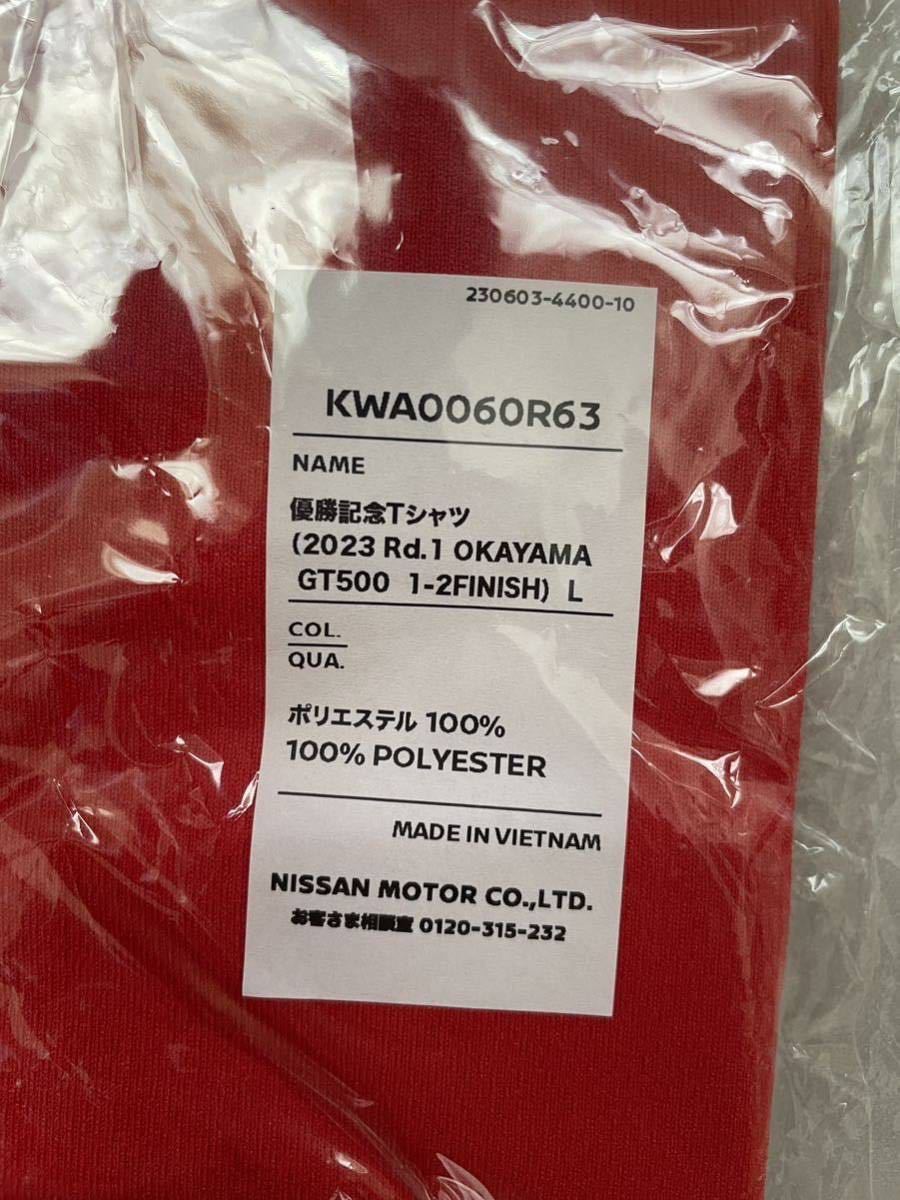 230603-4400-10
KWA0060R63
NAME
優勝記念Tシャツ
(2023 Rd.1 OKAYAMA
GT500 1-2FINISH) L
COL.
QUA.
ポリエステル 100%
100% POLYESTER
MADE IN VIETNAM
NISSAN MOTOR CO.,LTD.
お客さま相談室 0120-315-232